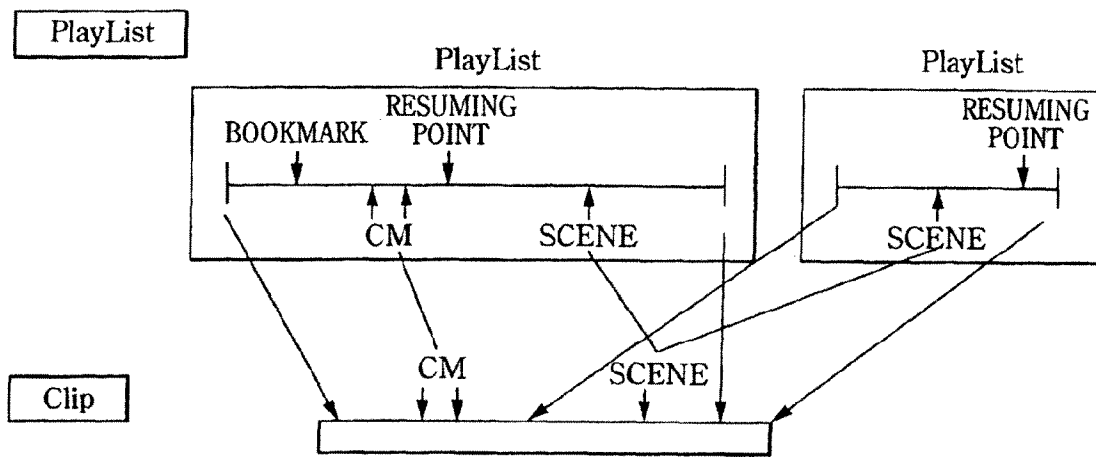 PlayList
PlayList
PlayList
BOOKMARK
RESUMING
POINT
CM
SCENE
RESUMING
POINT
SCENE
CM
SCENE
Clip